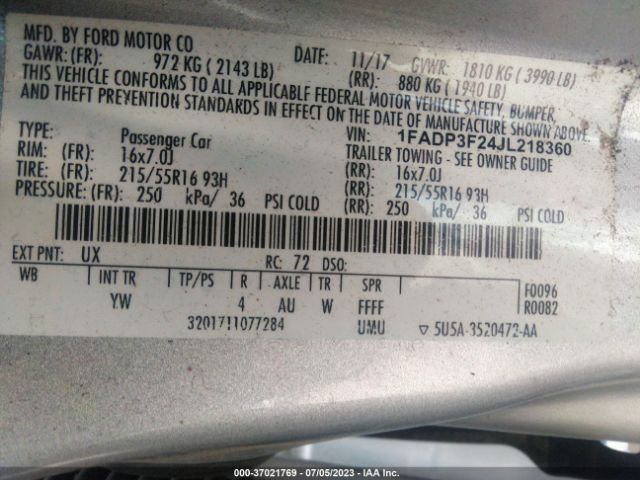 MFD. BY FORD MOTOR CO
DATE: 11/17 GVWR: 1810 KG ( 3990 LB)
GAWR: (FR): 972 KG ( 2143 LB) (RR): 880 KG ( 1940 LB)
THIS VEHICLE CONFORMS TO ALL APPLICABLE FEDERAL MOTOR VEHICLE SAFETY, BUMPER,
AND THEFT PREVENTION STANDARDS IN EFFECT ON THE DATE OF MANUFACTURE SHOWN ABOVE.
VIN: 1FADP3F24JL218360
TYPE: Passenger Car TRAILER TOWING - SEE OWNER GUIDE
RIM: (FR): 16x7.0J (RR): 16x7.0J
TIRE: (FR): 215/55R16 93H (RR): 215/55R16 93H
PRESSURE: (FR): 250 kPa/ 36 PSI COLD (RR): 250 kPa/ 36 PSI COLD
EXT PNT: UX RC: 72 DSO:
WB INT TR TP/PS R AXLE TR SPR F0096
YW 4 AU W FFFF R0082
3201711077284 UMU ▽ 5U5A-3520472-AA
000-37021769 - 07/05/2023 - IAA Inc.